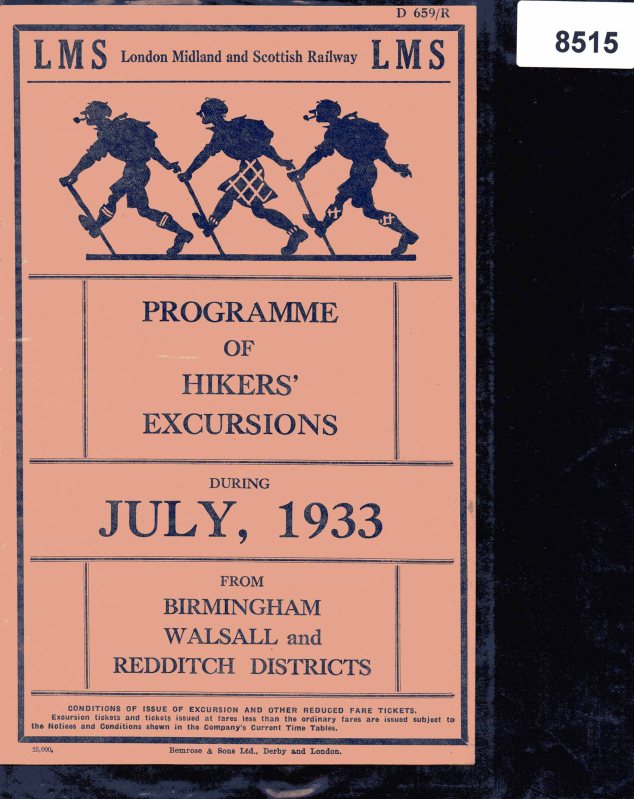 D 659/R
8515
LMS London Midland and Scottish Railway LMS
PROGRAMME
OF
HIKERS'
EXCURSIONS
DURING
JULY, 1933
FROM
BIRMINGHAM
WALSALL and
REDDITCH DISTRICTS
CONDITIONS OF ISSUE OF EXCURSION AND OTHER REDUCED FARE TICKETS.
Excursion tickets and tickets issued at fares less than the ordinary fares are issued subject to
the Notices and Conditions shewn in the Company's Current Time Tables.
25,000. Bemrose & Sons Ltd., Derby and London.